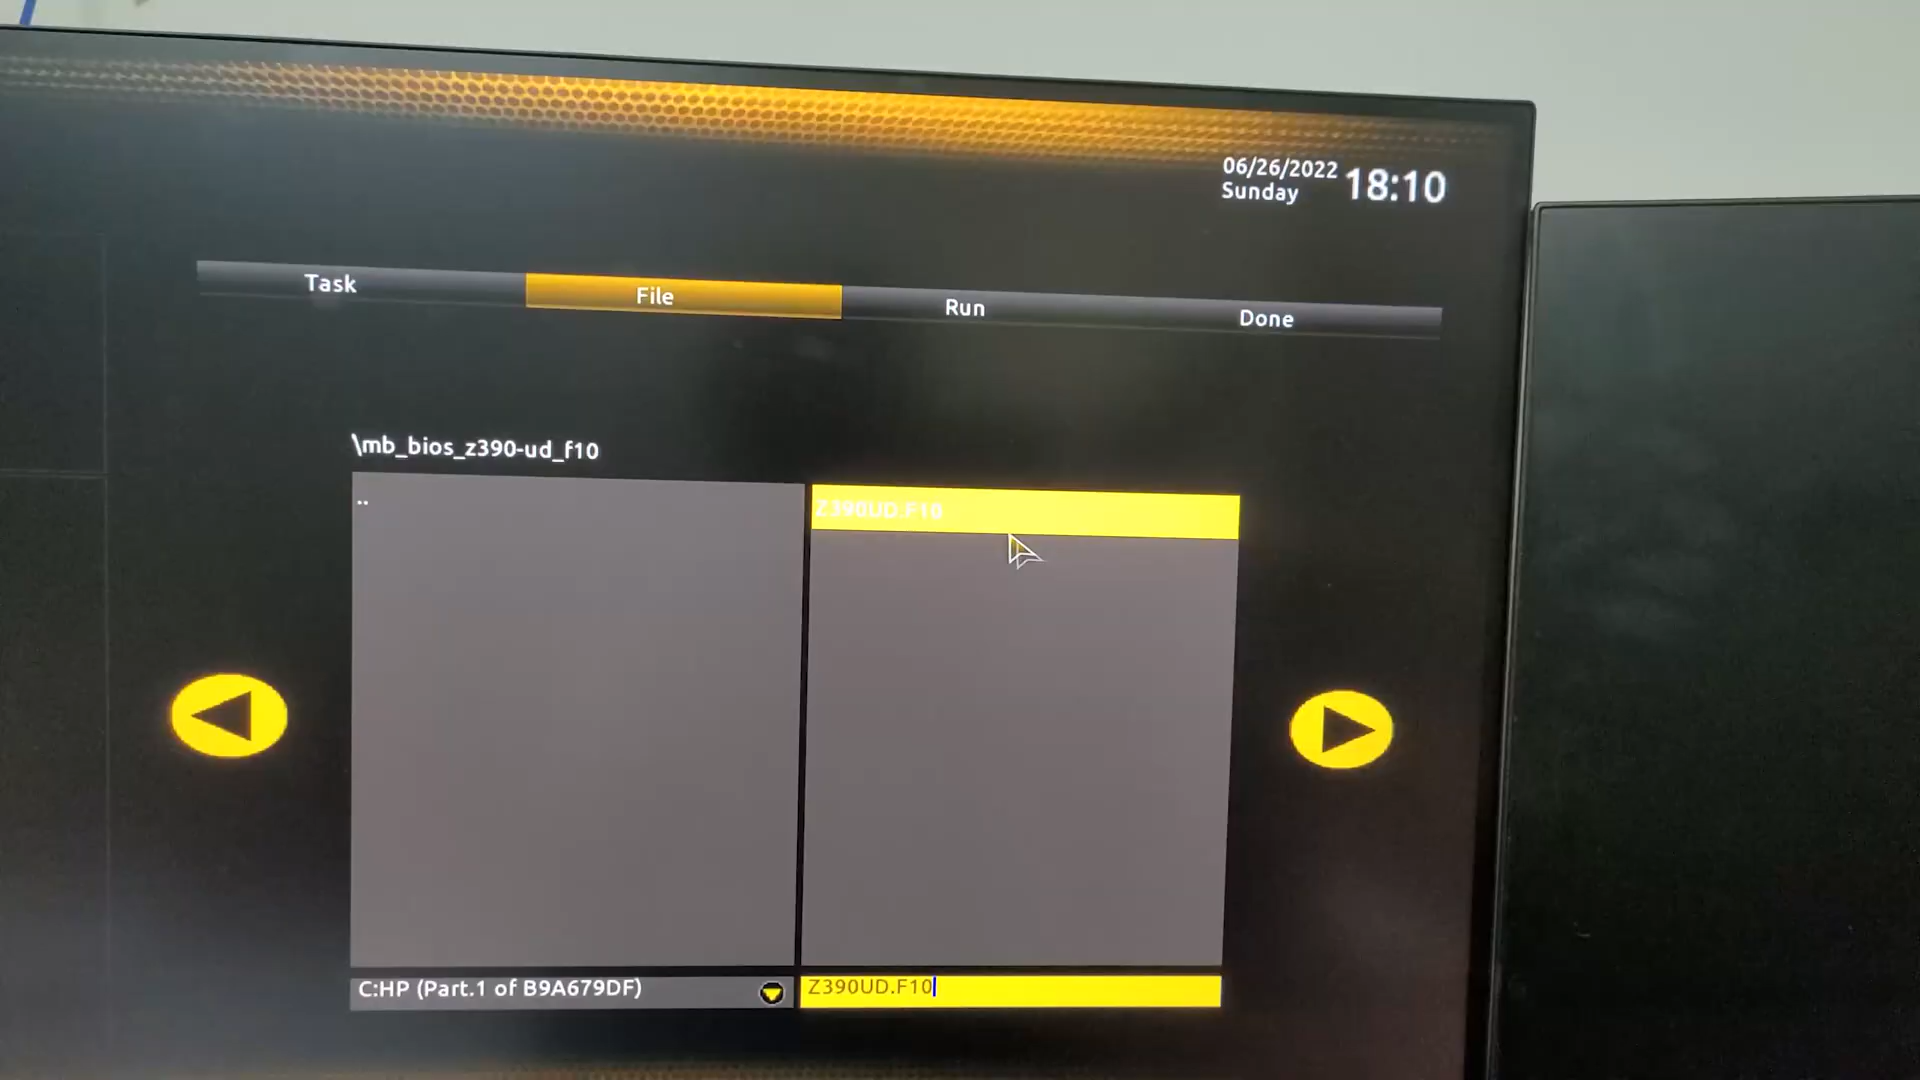 06/26/2022
Sunday
18:10
Task
File
Run
Done
\mb_bios_z390-ud_f10
..
Z390UD.F10
C:HP (Part.1 of B9A679DF)
Z390UD.F10